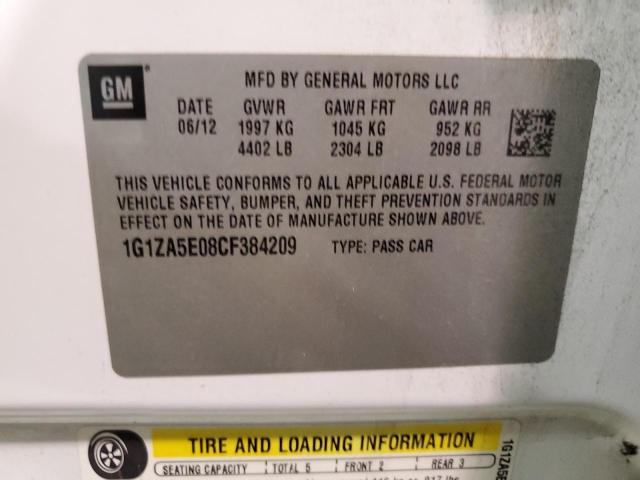 GM ® MFD BY GENERAL MOTORS LLC
DATE GVWR GAWR FRT GAWR RR
06/12 1997 KG 1045 KG 952 KG
4402 LB 2304 LB 2098 LB
THIS VEHICLE CONFORMS TO ALL APPLICABLE U.S. FEDERAL MOTOR
VEHICLE SAFETY, BUMPER, AND THEFT PREVENTION STANDARDS IN
EFFECT ON THE DATE OF MANUFACTURE SHOWN ABOVE.
1G1ZA5E08CF384209 TYPE: PASS CAR
TIRE AND LOADING INFORMATION
SEATING CAPACITY TOTAL 5 FRONT 2 REAR 3
1G1ZA5E